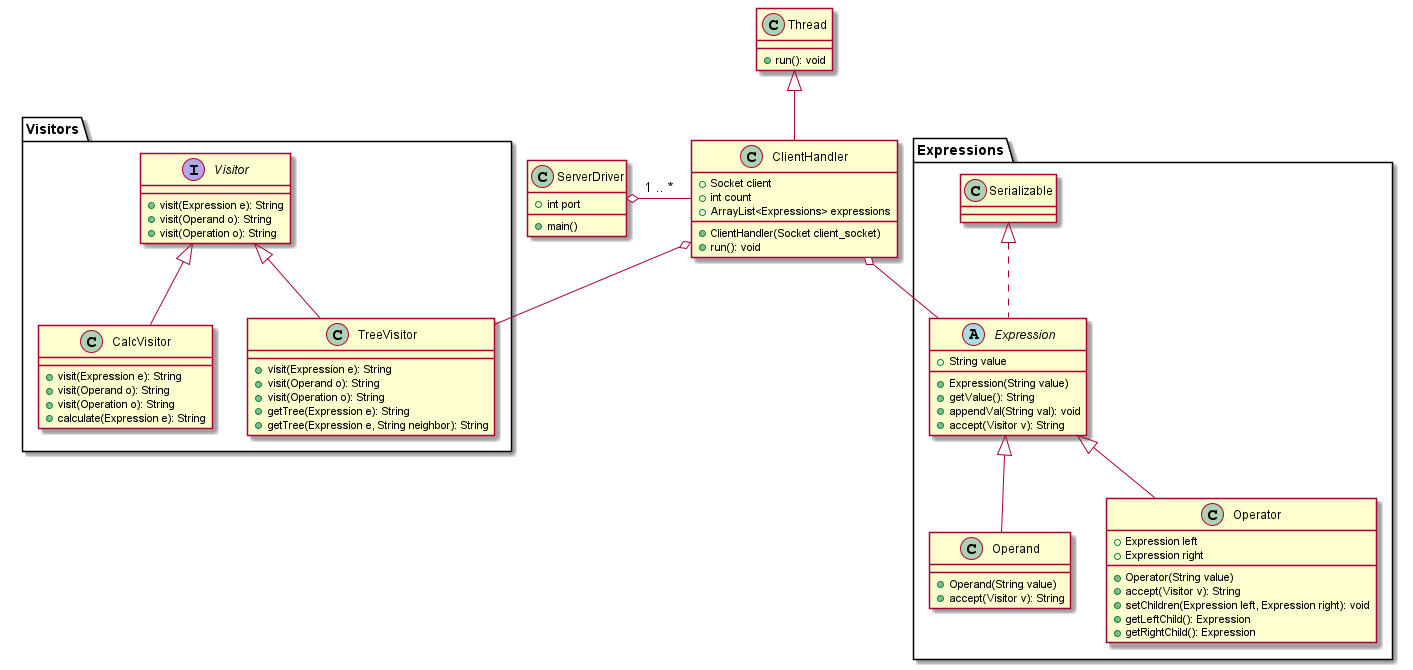 C Thread
run(): void
Visitors
I Visitor
visit(Expression e): String
visit(Operand o): String
visit(Operation o): String
C CalcVisitor
visit(Expression e): String
visit(Operand o): String
visit(Operation o): String
calculate(Expression e): String
C TreeVisitor
visit(Expression e): String
visit(Operand o): String
visit(Operation o): String
getTree(Expression e): String
getTree(Expression e, String neighbor): String
C ServerDriver
int port
main()
1 .. *
C ClientHandler
Socket client
int count
ArrayList<Expressions> expressions
ClientHandler(Socket client_socket)
run(): void
Expressions
C Serializable
A Expression
String value
Expression(String value)
getValue(): String
appendVal(String val): void
accept(Visitor v): String
C Operand
Operand(String value)
accept(Visitor v): String
C Operator
Expression left
Expression right
Operator(String value)
accept(Visitor v): String
setChildren(Expression left, Expression right): void
getLeftChild(): Expression
getRightChild(): Expression